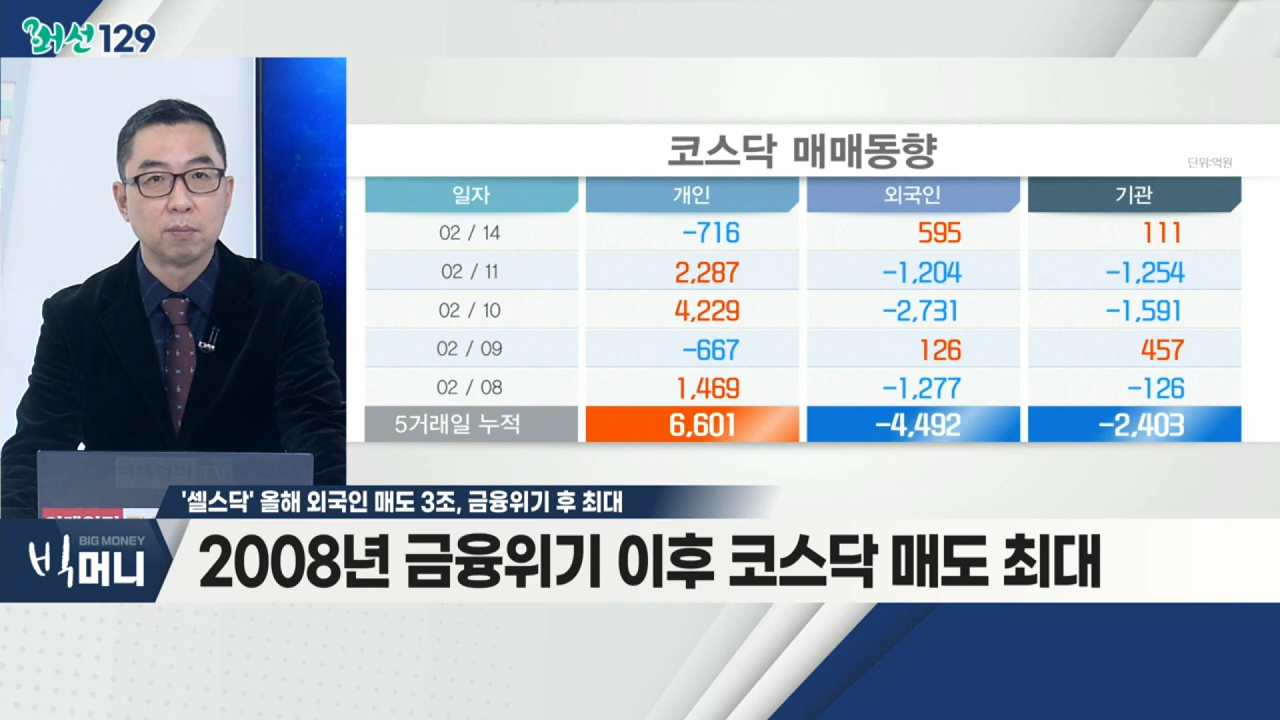 머선129
코스닥 매매동향
단위:억원
일자 개인 외국인 기관
02 / 14 -716 595 111
02 / 11 2,287 -1,204 -1,254
02 / 10 4,229 -2,731 -1,591
02 / 09 -667 126 457
02 / 08 1,469 -1,277 -126
5거래일 누적 6,601 -4,492 -2,403
'셀스닥' 올해 외국인 매도 3조, 금융위기 후 최대
BIG MONEY
빅머니
2008년 금융위기 이후 코스닥 매도 최대